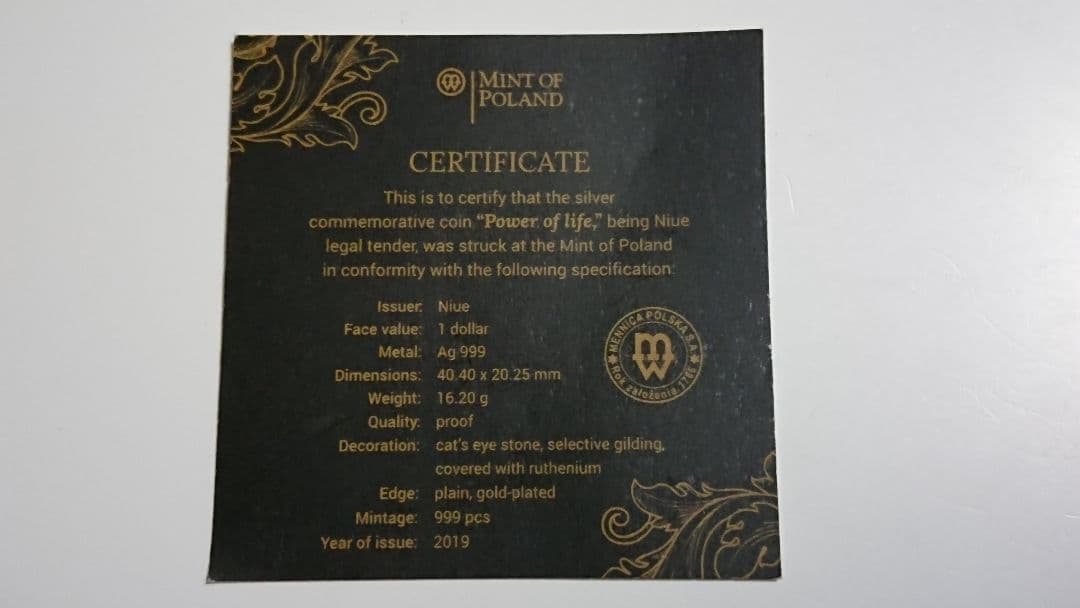 MINT OF
POLAND
CERTIFICATE
This is to certify that the silver
commemorative coin "Power of life," being Niue
legal tender, was struck at the Mint of Poland
in conformity with the following specification:
Issuer: Niue
Face value: 1 dollar
Metal: Ag 999
Dimensions: 40.40 x 20.25 mm
Weight: 16.20 g
Quality: proof
Decoration: cat's eye stone, selective gilding,
covered with ruthenium
Edge: plain, gold-plated
Mintage: 999 pcs
Year of issue: 2019
MENNICA POLSKA S.A.
Rok założenia 1766
mw